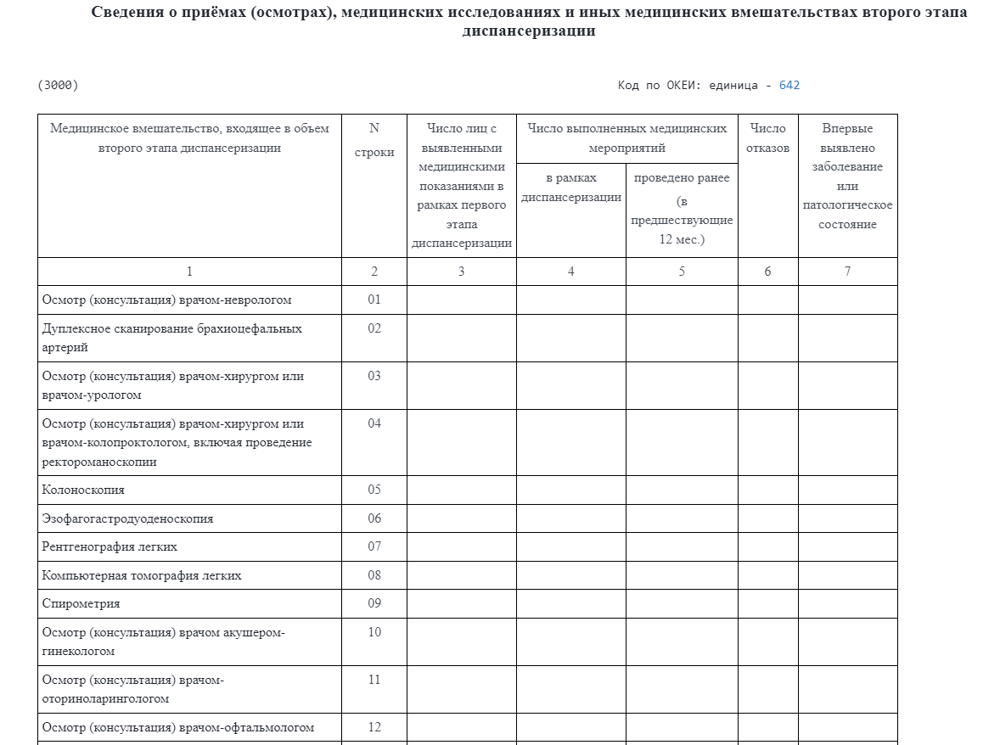 Сведения о приёмах (осмотрах), медицинских исследованиях и иных медицинских вмешательствах второго этапа
диспансеризации
(3000)
Код по ОКЕИ: единица - 642
Медицинское вмешательство, входящее в объем
второго этапа диспансеризации
N
строки
Число лиц с
выявленными
медицинскими
показаниями в
рамках первого
этапа
диспансеризации
Число выполненных медицинских
мероприятий
в рамках
диспансеризации
проведено ранее
(в
предшествующие
12 мес.)
Число
отказов
Впервые
выявлено
заболевание
или
патологическое
состояние
1 2 3 4 5 6 7
Осмотр (консультация) врачом-неврологом 01
Дуплексное сканирование брахиоцефальных 02
артерий
Осмотр (консультация) врачом-хирургом или 03
врачом-урологом
Осмотр (консультация) врачом-хирургом или 04
врачом-колопроктологом, включая проведение
ректороманоскопии
Колоноскопия 05
Эзофагогастродуоденоскопия 06
Рентгенография легких 07
Компьютерная томография легких 08
Спирометрия 09
Осмотр (консультация) врачом акушером- 10
гинекологом
Осмотр (консультация) врачом- 11
оториноларингологом
Осмотр (консультация) врачом-офтальмологом 12